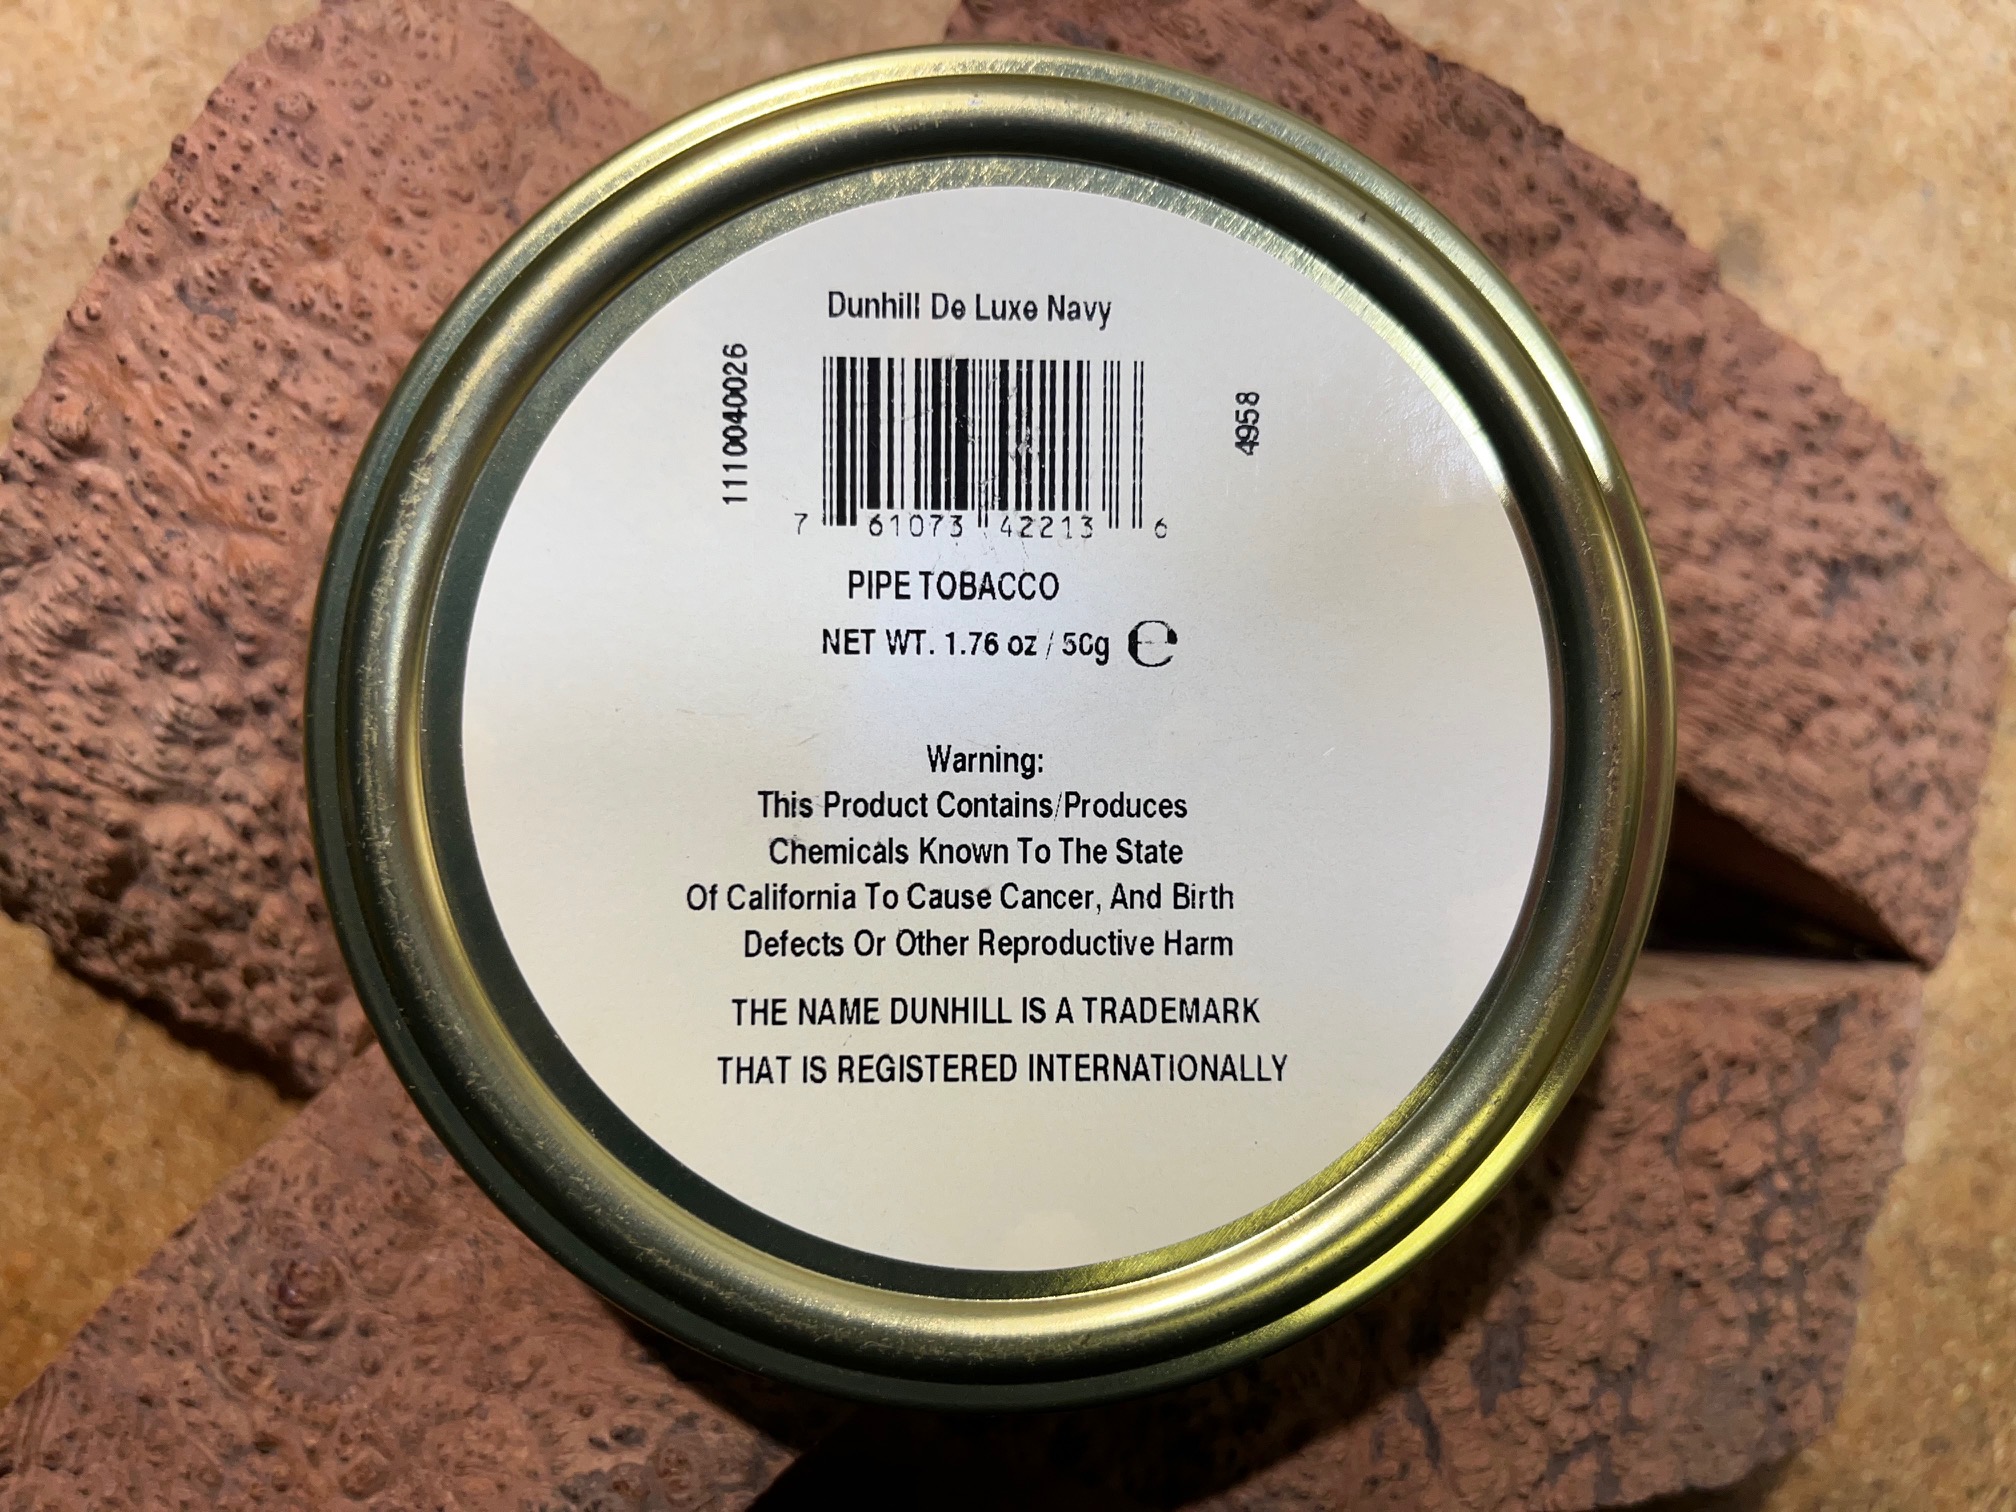 Dunhill De Luxe Navy
1110040026
4958
7 61073 42213 6
PIPE TOBACCO
NET WT. 1.76 oz / 50g ℮
Warning:
This Product Contains/Produces
Chemicals Known To The State
Of California To Cause Cancer, And Birth
Defects Or Other Reproductive Harm
THE NAME DUNHILL IS A TRADEMARK
THAT IS REGISTERED INTERNATIONALLY